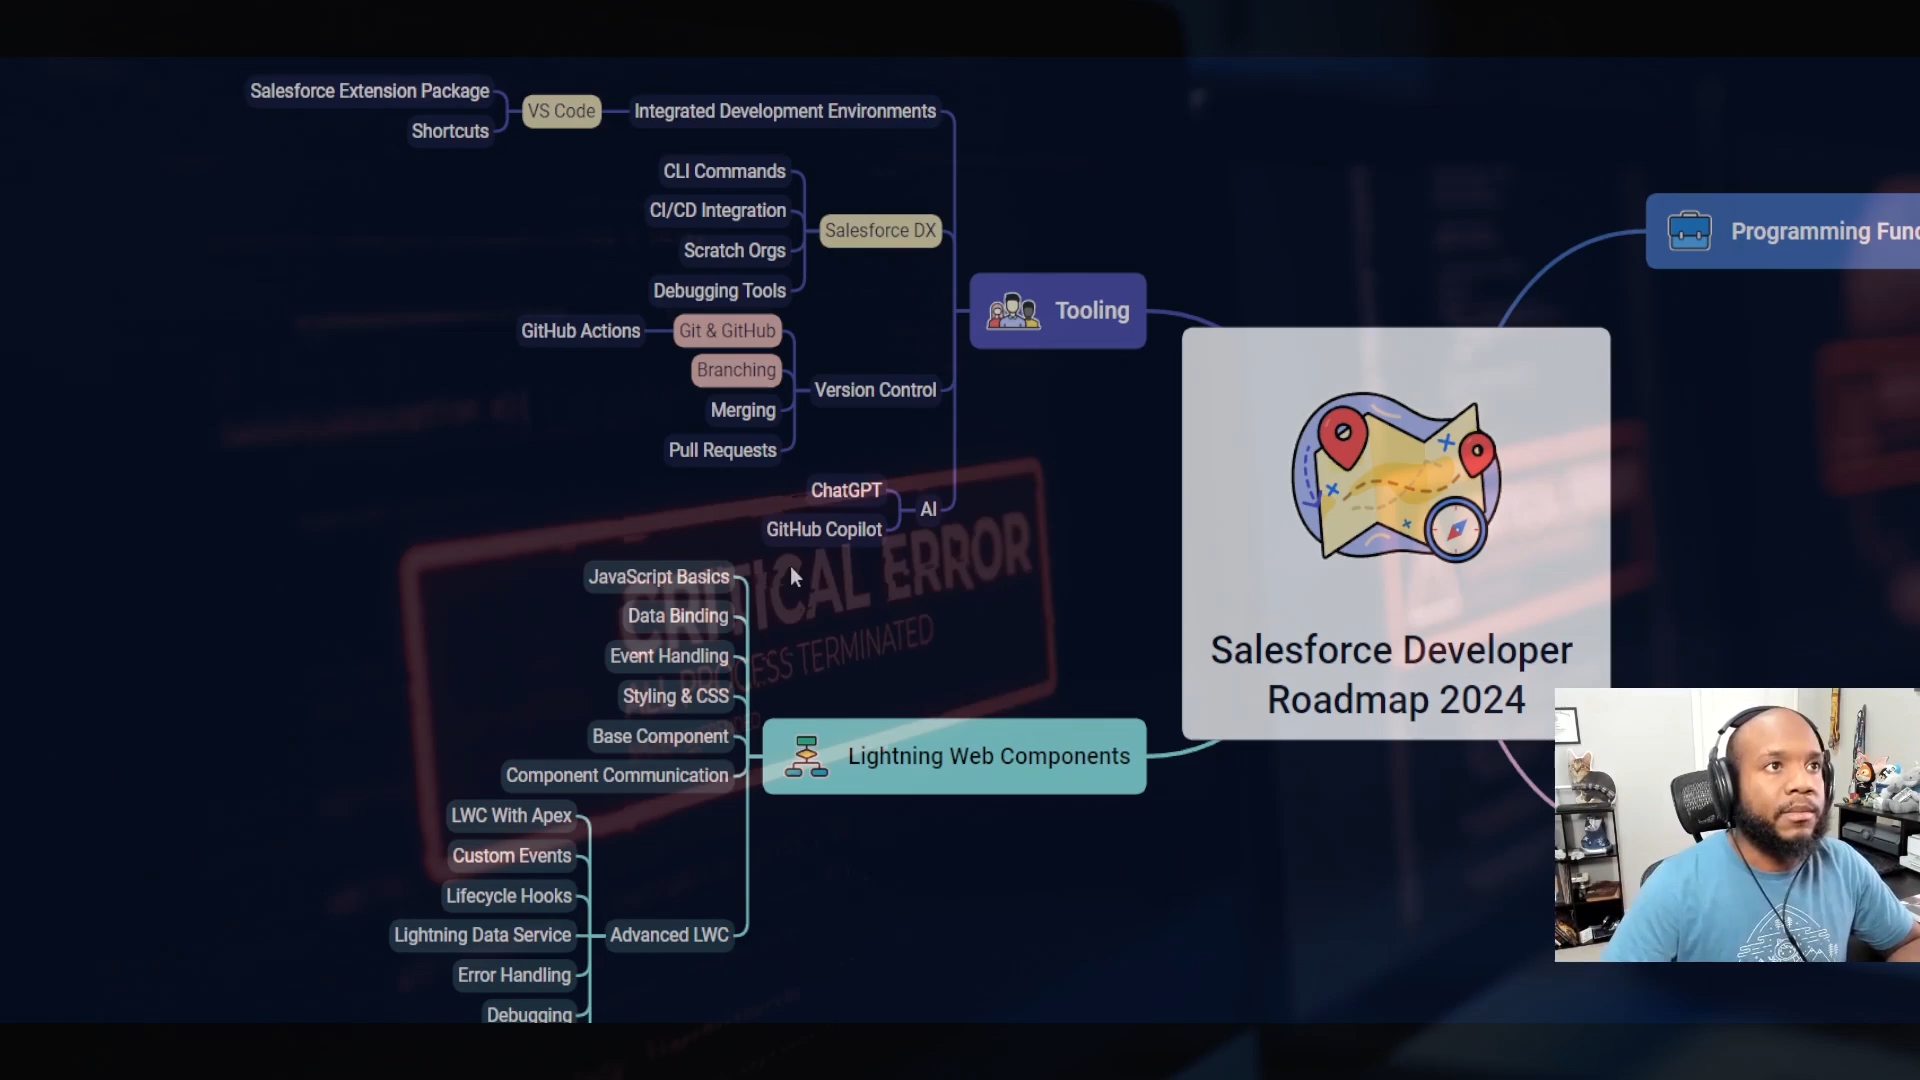 Salesforce Extension Package
Shortcuts
VS Code
Integrated Development Environments
CLI Commands
CI/CD Integration
Scratch Orgs
Debugging Tools
Salesforce DX
GitHub Actions
Git & GitHub
Branching
Merging
Pull Requests
Version Control
ChatGPT
GitHub Copilot
AI
Tooling
JavaScript Basics
Data Binding
Event Handling
Styling & CSS
Base Component
Component Communication
LWC With Apex
Custom Events
Lifecycle Hooks
Lightning Data Service
Error Handling
Debugging
Advanced LWC
Lightning Web Components
Salesforce Developer
Roadmap 2024
Programming Func
CRITICAL ERROR
ALL PROCESS TERMINATED